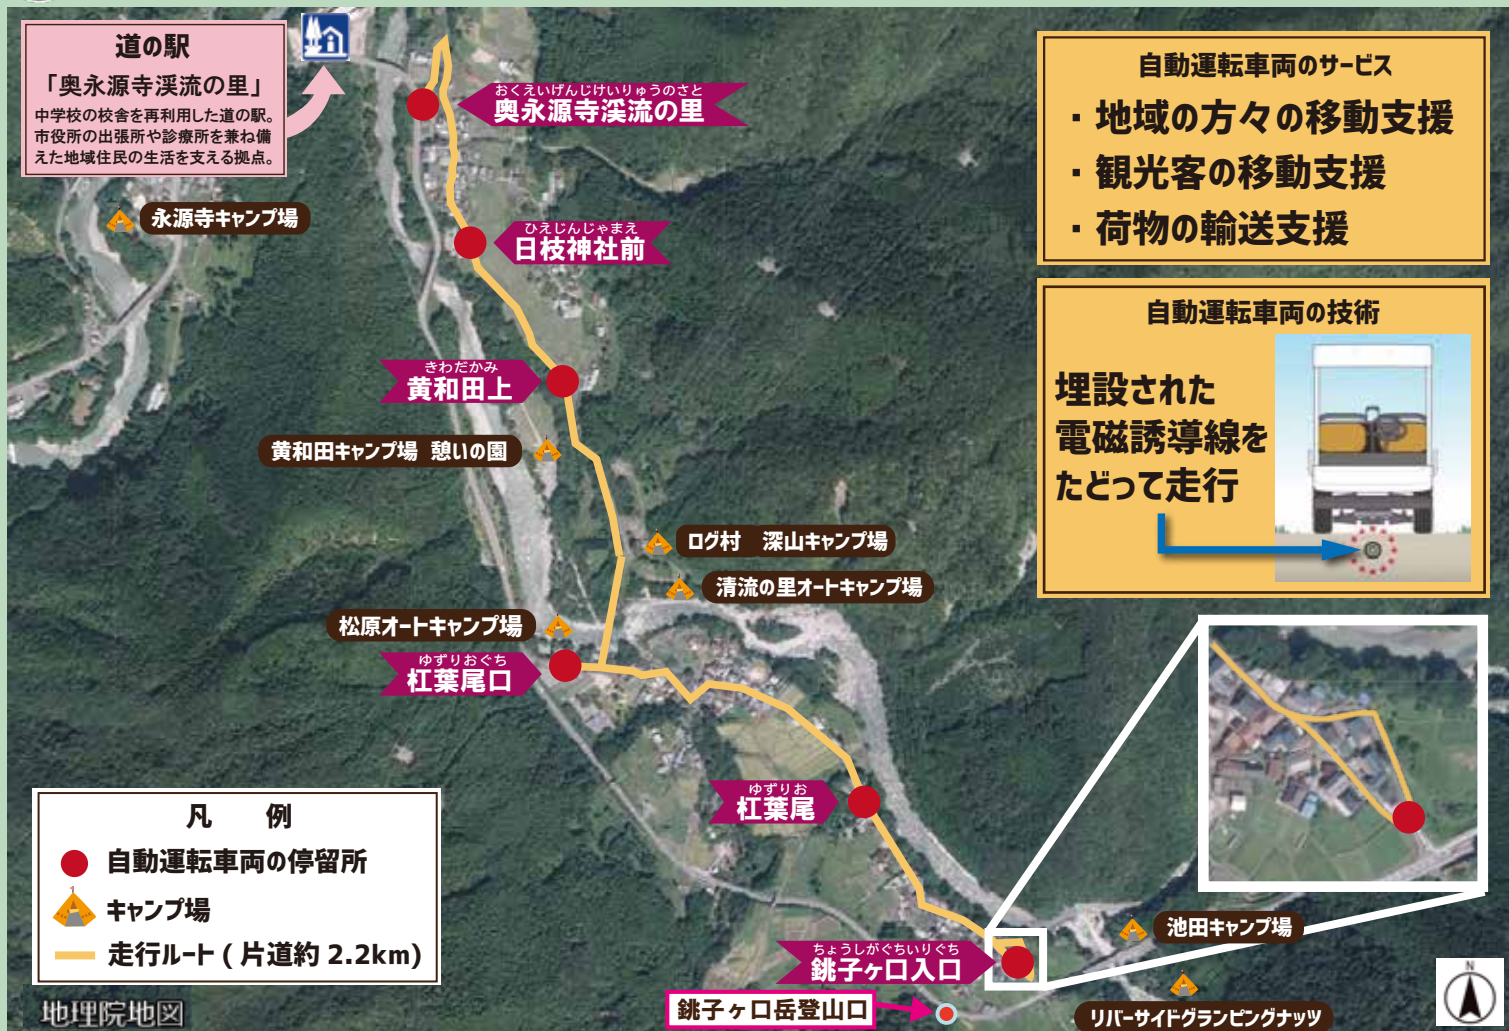 道の駅
「奥永源寺渓流の里」
中学校の校舎を再利用した道の駅。
市役所の出張所や診療所を兼ね備
えた地域住民の生活を支える拠点。
おくえいげんじけいりゅうのさと
奥永源寺渓流の里
自動運転車両のサービス
・地域の方々の移動支援
・観光客の移動支援
・荷物の輸送支援
永源寺キャンプ場
ひえじんじゃまえ
日枝神社前
自動運転車両の技術
埋設された
電磁誘導線を
たどって走行
きわだかみ
黄和田上
黄和田キャンプ場 憩いの園
ログ村 深山キャンプ場
清流の里オートキャンプ場
松原オートキャンプ場
ゆずりおぐち
杠葉尾口
ゆずりお
杠葉尾
凡 例
自動運転車両の停留所
キャンプ場
走行ルート ( 片道約 2.2km)
池田キャンプ場
ちょうしがぐちいりぐち
銚子ヶ口入口
銚子ヶ口岳登山口
リバーサイドグランピングナッツ
N
地理院地図